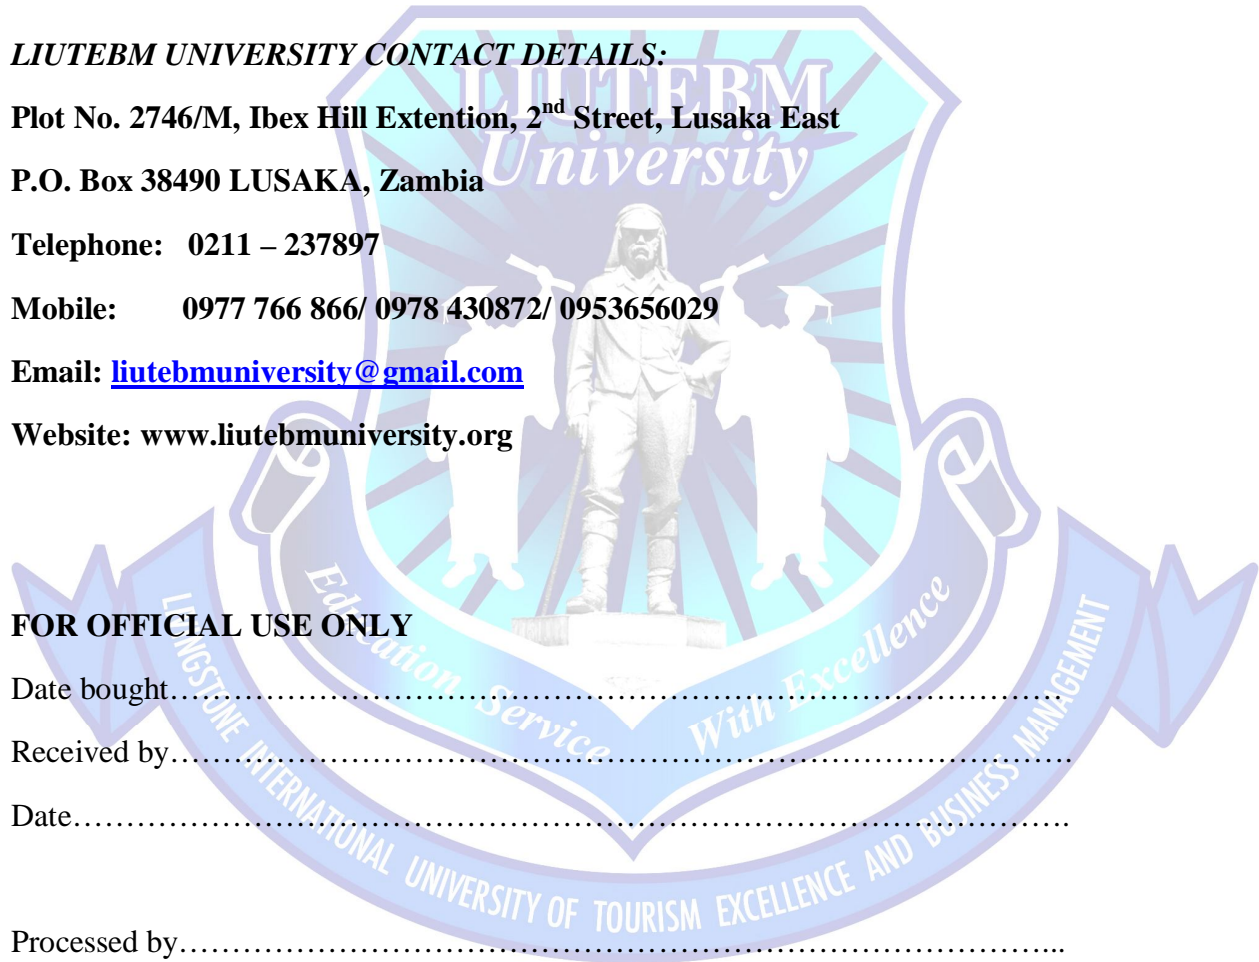 LIUTEBM UNIVERSITY CONTACT DETAILS:
Plot No. 2746/M, Ibex Hill Extention, 2nd Street, Lusaka East
P.O. Box 38490 LUSAKA, Zambia
Telephone: 0211 – 237897
Mobile: 0977 766 866/ 0978 430872/ 0953656029
Email: liutebmuniversity@gmail.com
Website: www.liutebmuniversity.org
FOR OFFICIAL USE ONLY
Date bought……………………………………………………………………………
Received by…………………………………………………………………………….
Date…………………………………………………………………………………….
Processed by…………………………………………………………………………...
LIUTEBM
University
Education Service With Excellence
LIVINGSTONE INTERNATIONAL UNIVERSITY OF TOURISM EXCELLENCE AND BUSINESS MANAGEMENT